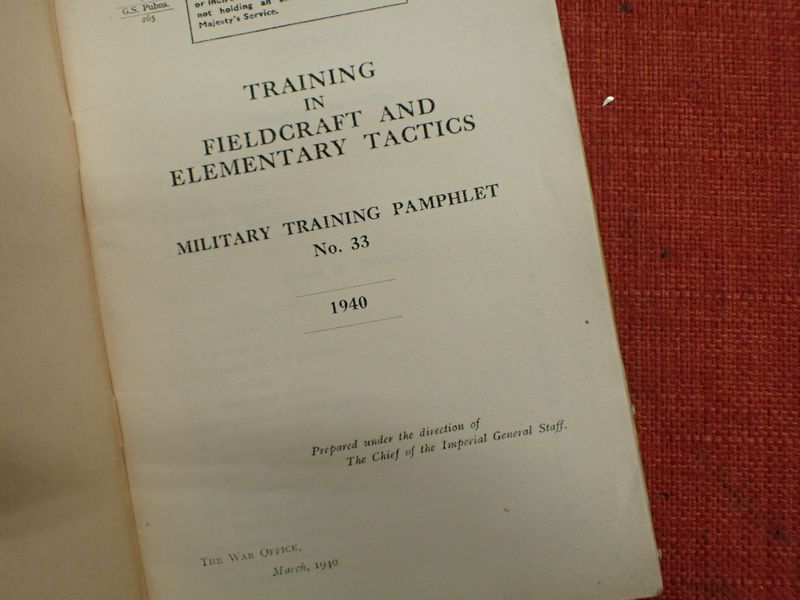 G.S. Pubns.
265
not holding an
Majesty's Service.
TRAINING
IN
FIELDCRAFT AND
ELEMENTARY TACTICS
MILITARY TRAINING PAMPHLET
No. 33
1940
Prepared under the direction of
The Chief of the Imperial General Staff.
THE WAR OFFICE,
March, 1940